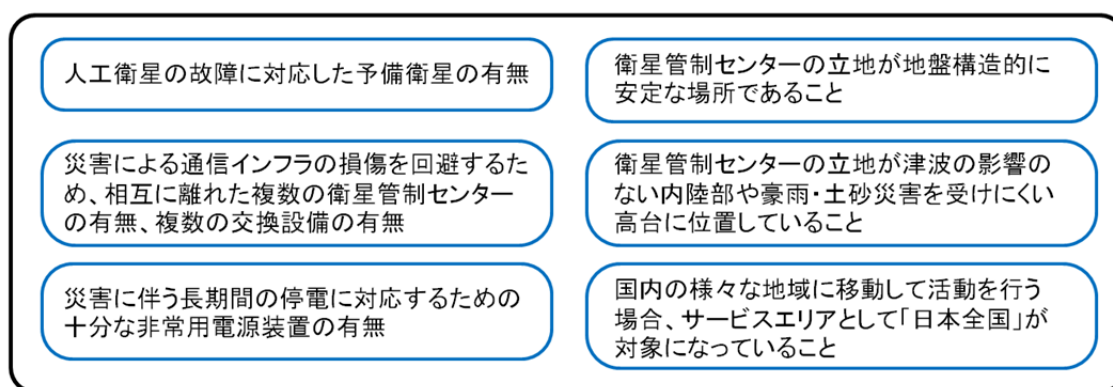 人工衛星の故障に対応した予備衛星の有無
衛星管制センターの立地が地盤構造的に
安定な場所であること
災害による通信インフラの損傷を回避するた
め、相互に離れた複数の衛星管制センター
の有無、複数の交換設備の有無
衛星管制センターの立地が津波の影響の
ない内陸部や豪雨・土砂災害を受けにくい
高台に位置していること
災害に伴う長期間の停電に対応するための
十分な非常用電源装置の有無
国内の様々な地域に移動して活動を行う
場合、サービスエリアとして「日本全国」が
対象になっていること